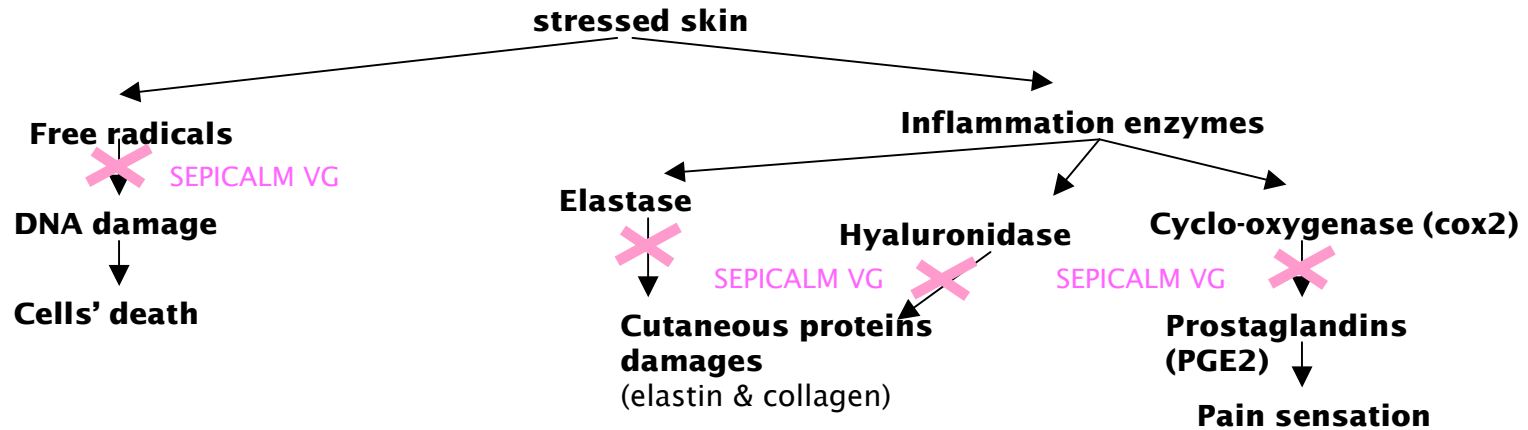 stressed skin
Free radicals
SEPICALM VG
DNA damage
Cells’ death
Inflammation enzymes
Elastase
Hyaluronidase
Cyclo-oxygenase (cox2)
SEPICALM VG
SEPICALM VG
Cutaneous proteins
damages
(elastin & collagen)
Prostaglandins
(PGE2)
Pain sensation